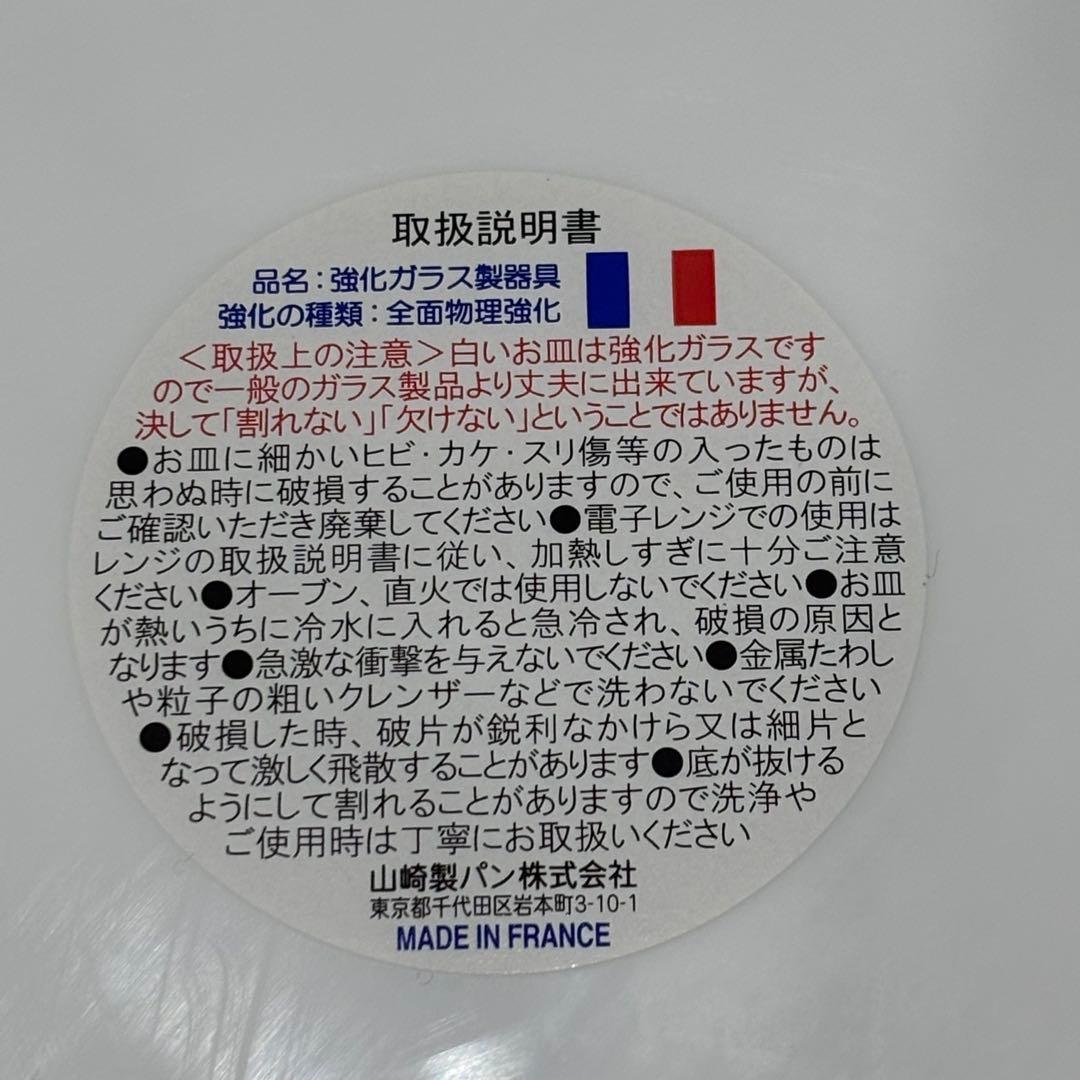 取扱説明書
品名：強化ガラス製器具
強化の種類：全面物理強化
＜取扱上の注意＞白いお皿は強化ガラスです
ので一般のガラス製品より丈夫に出来ていますが、
決して「割れない」「欠けない」ということではありません。
●お皿に細かいヒビ・カケ・スリ傷等の入ったものは
思わぬ時に破損することがありますので、ご使用の前に
ご確認いただき廃棄してください●電子レンジでの使用は
レンジの取扱説明書に従い、加熱しすぎに十分ご注意
ください●オーブン、直火では使用しないでください●お皿
が熱いうちに冷水に入れると急冷され、破損の原因と
なります●急激な衝撃を与えないでください●金属たわし
や粒子の粗いクレンザーなどで洗わないでください
●破損した時、破片が鋭利なかけら又は細片と
なって激しく飛散することがあります●底が抜ける
ようにして割れることがありますので洗浄や
ご使用時は丁寧にお取扱いください
山崎製パン株式会社
東京都千代田区岩本町3-10-1
MADE IN FRANCE